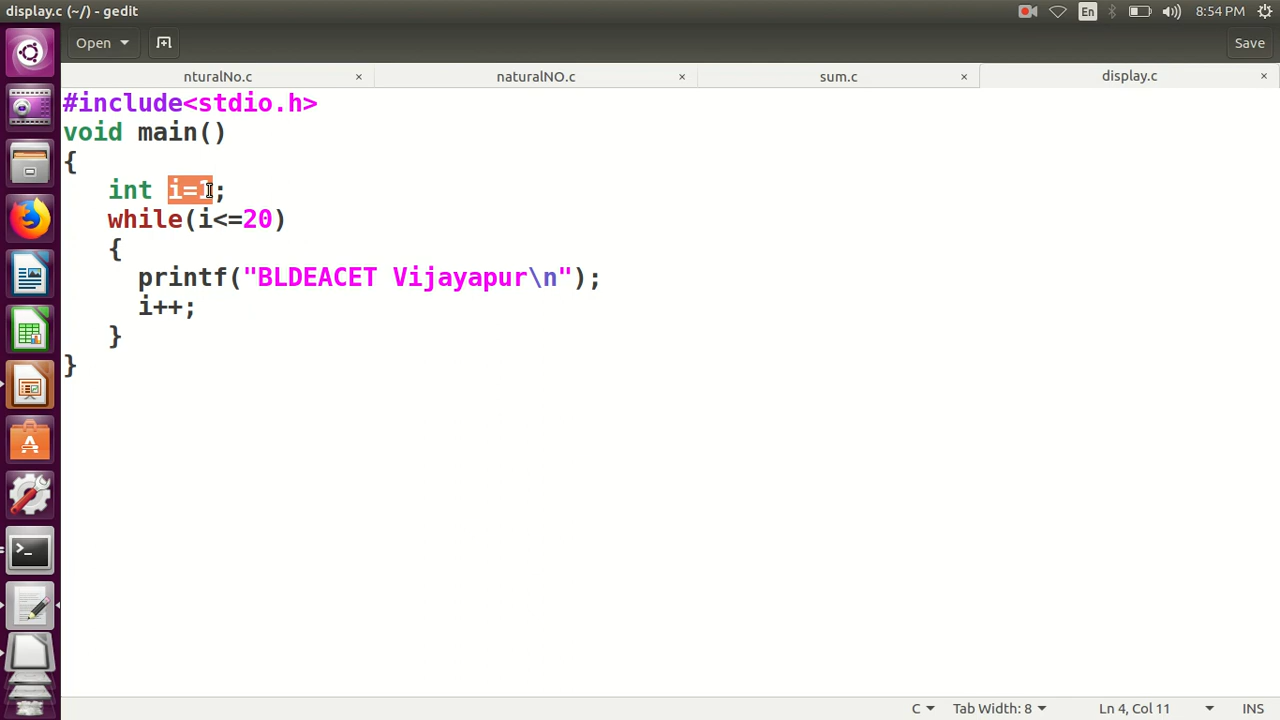 display.c (~/) - gedit
En
8:54 PM
Open
Save
nturalNo.c
naturalNO.c
sum.c
display.c
#include<stdio.h>
void main()
{
int i=1;
while(i<=20)
{
printf("BLDEACET Vijayapur\n");
i++;
}
}
C
Tab Width: 8
Ln 4, Col 11
INS